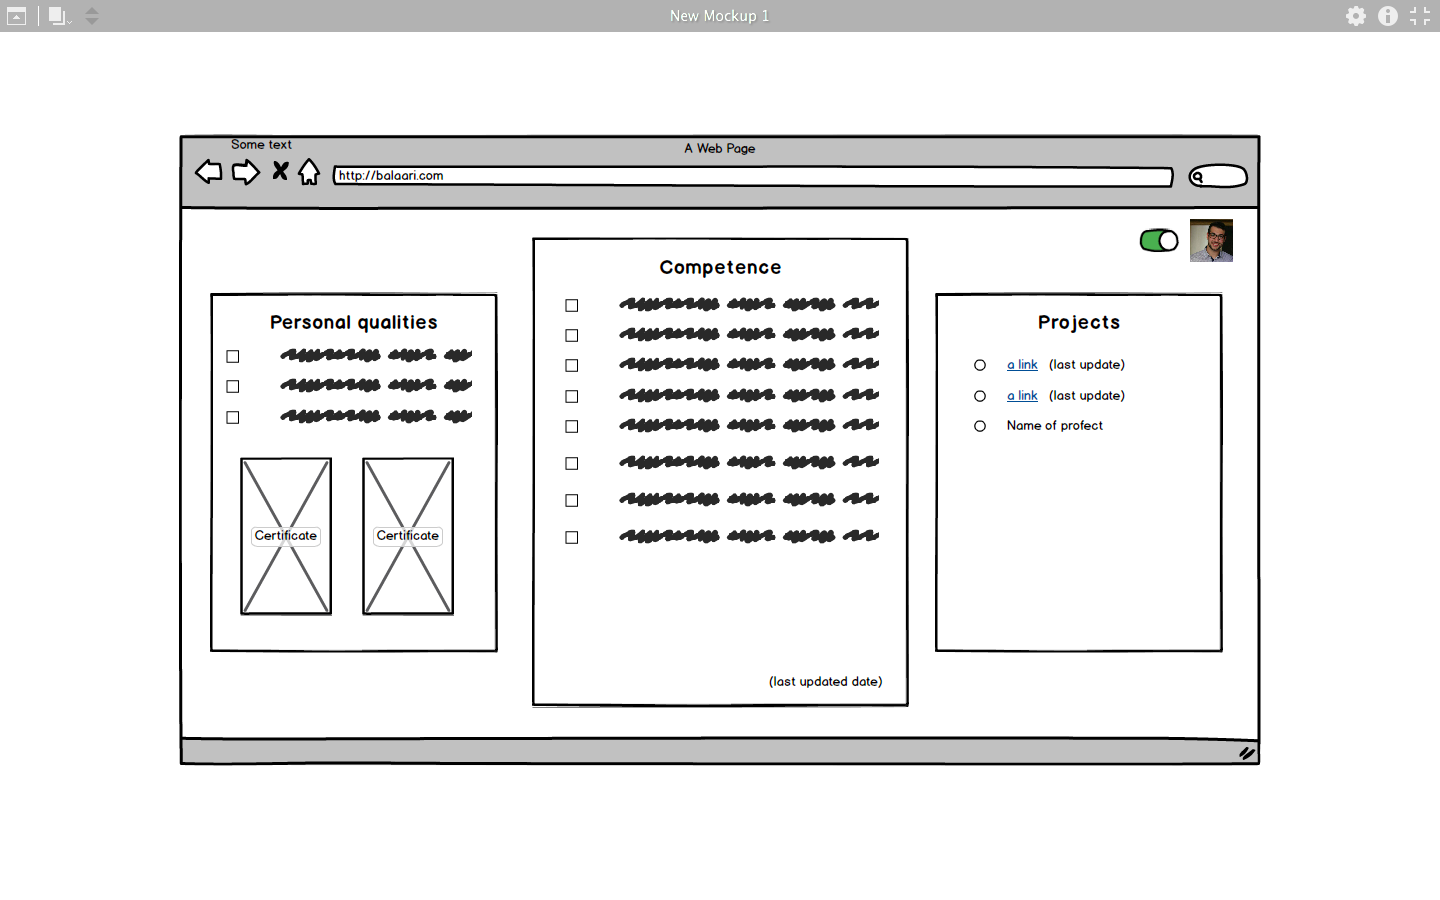 New Mockup 1
Some text
A Web Page
http://balaari.com
Competence
Personal qualities
Certificate
Certificate
(last updated date)
Projects
a link (last update)
a link (last update)
Name of profect